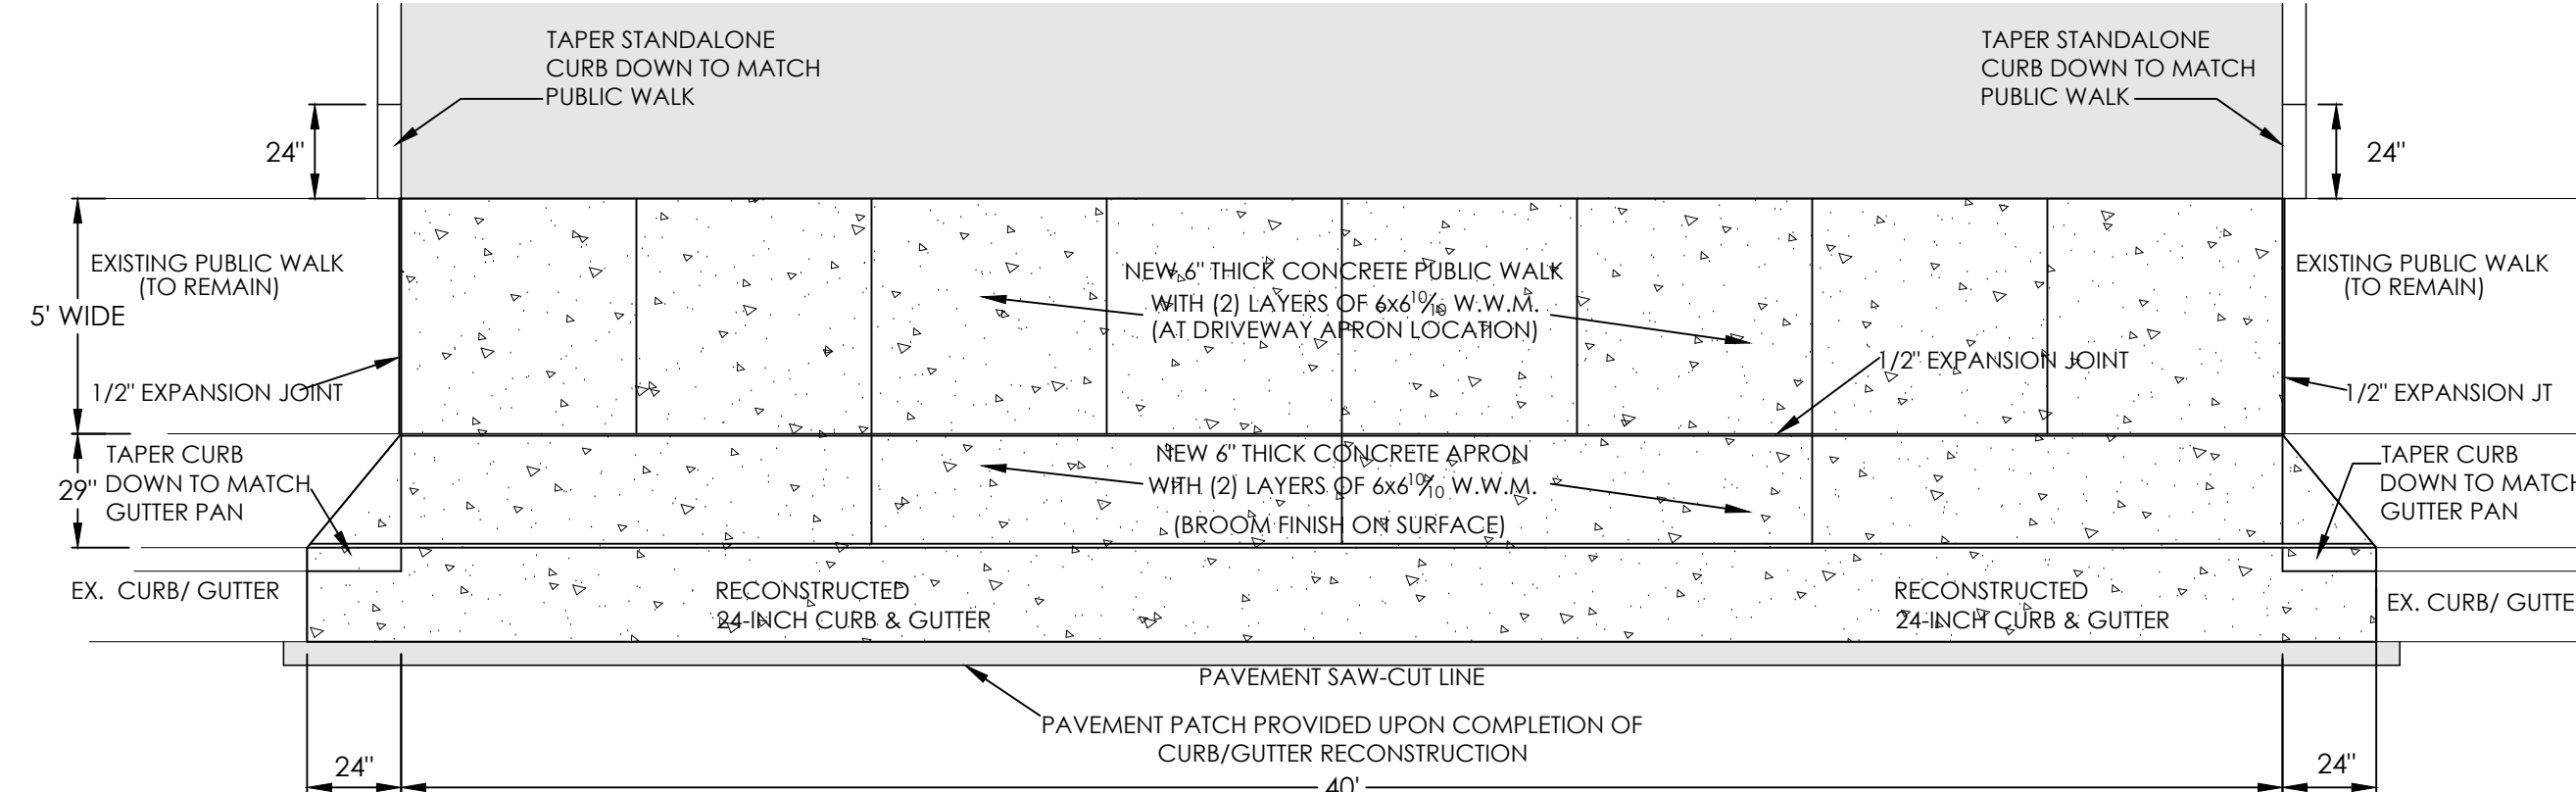 TAPER STANDALONE
CURB DOWN TO MATCH
PUBLIC WALK
TAPER STANDALONE
CURB DOWN TO MATCH
PUBLIC WALK
24"
24"
EXISTING PUBLIC WALK
(TO REMAIN)
5' WIDE
1/2" EXPANSION JOINT
NEW 6" THICK CONCRETE PUBLIC WALK
WITH (2) LAYERS OF 6x6 10/10 W.W.M.
(AT DRIVEWAY APRON LOCATION)
1/2" EXPANSION JOINT
EXISTING PUBLIC WALK
(TO REMAIN)
1/2" EXPANSION JT
29"
TAPER CURB
DOWN TO MATCH
GUTTER PAN
NEW 6" THICK CONCRETE APRON
WITH (2) LAYERS OF 6x6 10/10 W.W.M.
(BROOM FINISH ON SURFACE)
TAPER CURB
DOWN TO MATCH
GUTTER PAN
EX. CURB/ GUTTER
RECONSTRUCTED
24-INCH CURB & GUTTER
RECONSTRUCTED
24-INCH CURB & GUTTER
EX. CURB/ GUTTE
PAVEMENT SAW-CUT LINE
PAVEMENT PATCH PROVIDED UPON COMPLETION OF
CURB/GUTTER RECONSTRUCTION
24"
40'
24"